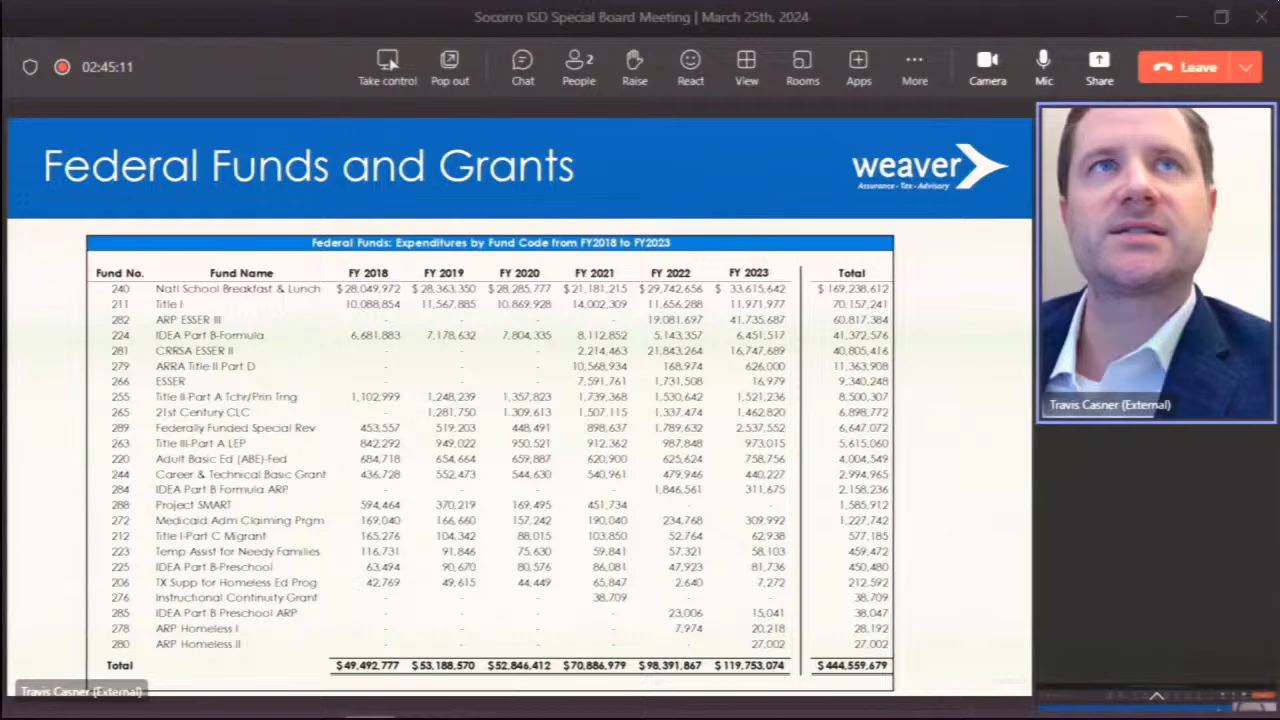 Socorro ISD Special Board Meeting | March 25th, 2024
02:45:11
Take control Pop out Chat People 2 Raise React View Rooms Apps More Camera Mic Share Leave
Federal Funds and Grants
weaver
Assurance • Tax • Advisory
Federal Funds: Expenditures by Fund Code from FY2018 to FY2023
Fund No. Fund Name FY 2018 FY 2019 FY 2020 FY 2021 FY 2022 FY 2023 Total
240 Natl School Breakfast & Lunch $28,049,972 $28,363,350 $28,285,777 $21,181,215 $29,742,656 $ 33,615,642 $ 169,238,612
211 Title I 10,088,854 11,567,885 10,869,928 14,002,309 11,656,288 11,971,977 70,157,241
282 ARP ESSER III - - - - 19,081,697 41,735,687 60,817,384
224 IDEA Part B-Formula 6,681,883 7,178,632 7,804,335 8,112,852 5,143,357 6,451,517 41,372,576
281 CRRSA ESSER II - - - 2,214,463 21,843,264 16,747,689 40,805,416
279 ARRA Title II Part D - - - 10,568,934 168,974 626,000 11,363,908
266 ESSER - - - 7,591,761 1,731,508 16,979 9,340,248
255 Title II-Part A Tchr/Prin Trng 1,102,999 1,248,239 1,357,823 1,739,368 1,530,642 1,521,236 8,500,307
265 21st Century CLC - 1,281,750 1,309,613 1,507,115 1,337,474 1,462,820 6,898,772
289 Federally Funded Special Rev 453,557 519,203 448,491 898,637 1,789,632 2,537,552 6,647,072
263 Title III-Part A LEP 842,292 949,022 950,521 912,362 987,848 973,015 5,615,060
220 Adult Basic Ed (ABE)-Fed 684,718 654,664 659,887 620,900 625,624 758,756 4,004,549
244 Career & Technical Basic Grant 436,728 552,473 544,630 540,961 479,946 440,227 2,994,965
284 IDEA Part B Formula ARP - - - - 1,846,561 311,675 2,158,236
288 Project SMART 594,464 370,219 169,495 451,734 - - 1,585,912
272 Medicaid Adm Claiming Prgm 169,040 166,660 157,242 190,040 234,768 309,992 1,227,742
212 Title I-Part C Migrant 165,276 104,342 88,015 103,850 52,764 62,938 577,185
223 Temp Assist for Needy Families 116,731 91,846 75,630 59,841 57,321 58,103 459,472
225 IDEA Part B-Preschool 63,494 90,670 80,576 86,081 47,923 81,736 450,480
206 TX Supp for Homeless Ed Prog 42,769 49,615 44,449 65,847 2,640 7,272 212,592
276 Instructional Continuity Grant - - - 38,709 - - 38,709
285 IDEA Part B Preschool ARP - - - - 23,006 15,041 38,047
278 ARP Homeless I - - - - 7,974 20,218 28,192
280 ARP Homeless II - - - - - 27,002 27,002
Total $49,492,777 $53,188,570 $52,846,412 $70,886,979 $98,391,867 $119,753,074 $ 444,559,679
Travis Casner (External)
Travis Casner (External)